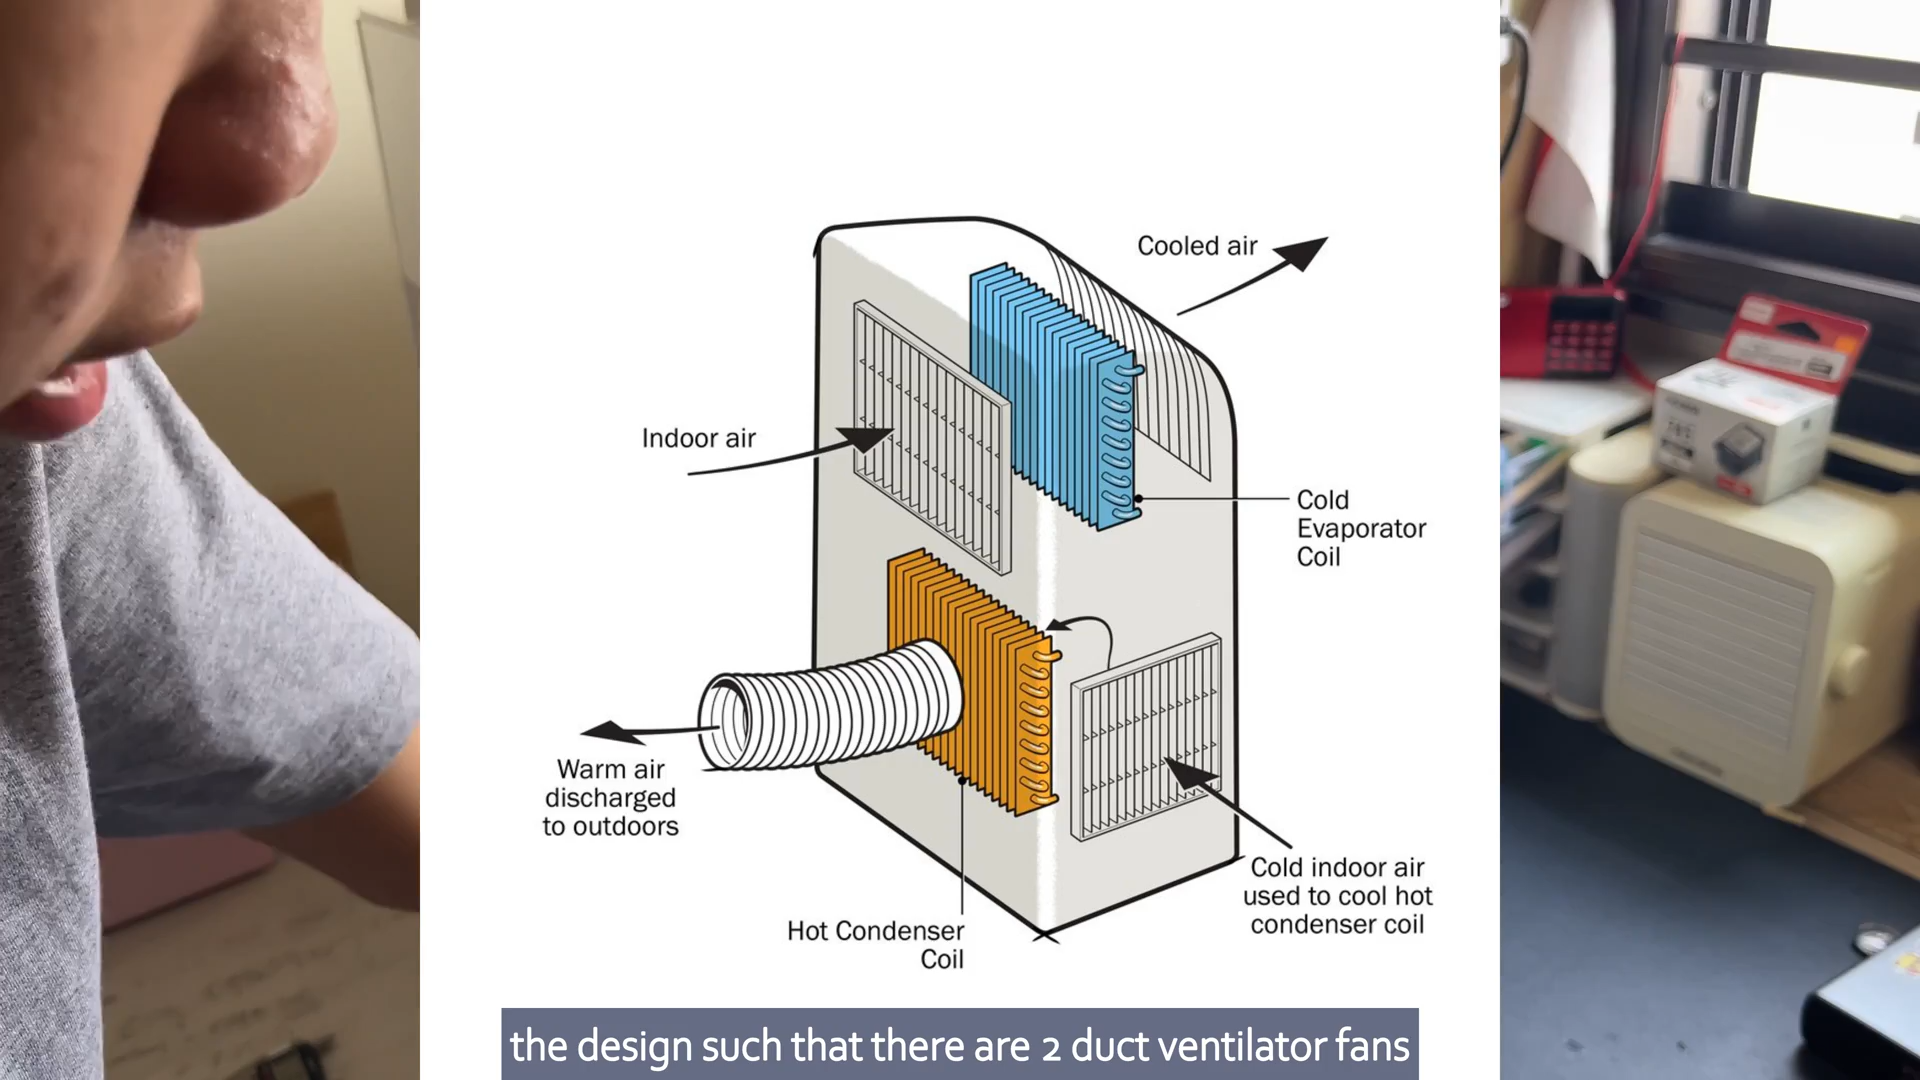 Cooled air
Indoor air
Cold
Evaporator
Coil
Warm air
discharged
to outdoors
Cold indoor air
used to cool hot
condenser coil
Hot Condenser
Coil
the design such that there are 2 duct ventilator fans